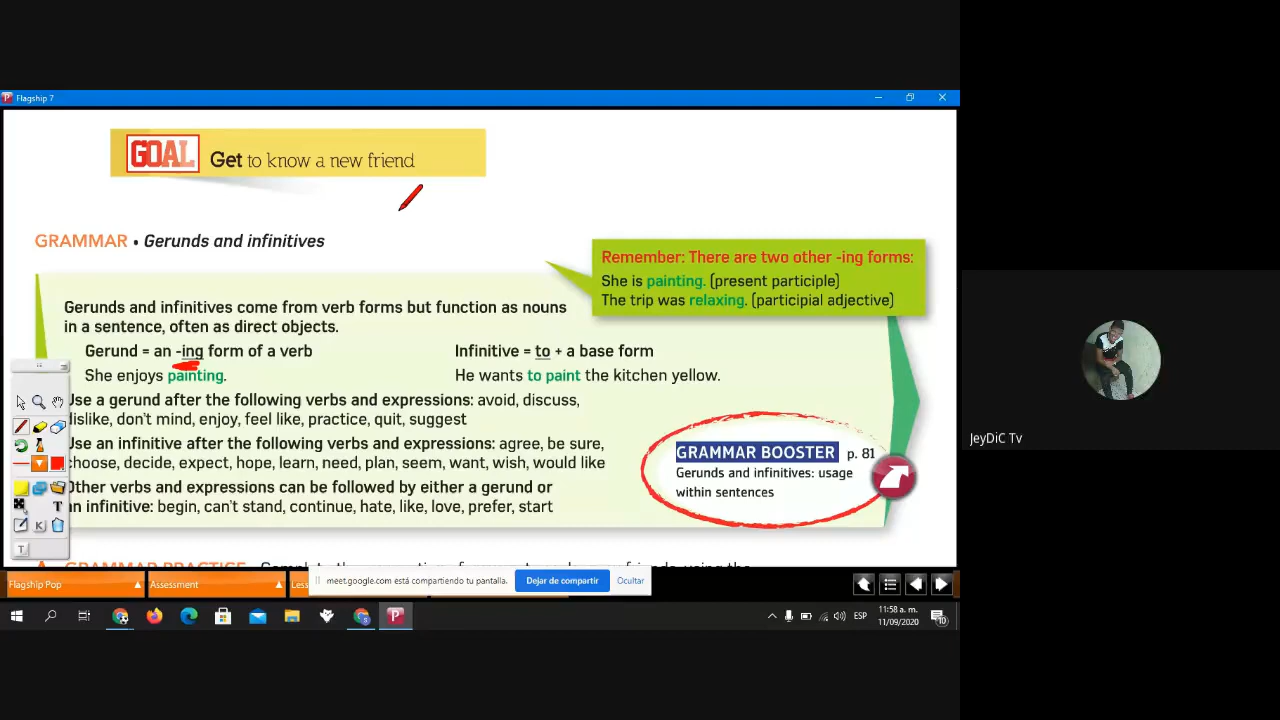 Flagship 7
GOAL Get to know a new friend
GRAMMAR • Gerunds and infinitives
Remember: There are two other -ing forms:
She is painting. (present participle)
The trip was relaxing. (participial adjective)
Gerunds and infinitives come from verb forms but function as nouns
in a sentence, often as direct objects.
Gerund = an -ing form of a verb
She enjoys painting.
Infinitive = to + a base form
He wants to paint the kitchen yellow.
Use a gerund after the following verbs and expressions: avoid, discuss,
dislike, don't mind, enjoy, feel like, practice, quit, suggest
Use an infinitive after the following verbs and expressions: agree, be sure,
choose, decide, expect, hope, learn, need, plan, seem, want, wish, would like
Other verbs and expressions can be followed by either a gerund or
an infinitive: begin, can't stand, continue, hate, like, love, prefer, start
GRAMMAR BOOSTER p. 81
Gerunds and infinitives: usage
within sentences
JeyDiC Tv
Flagship Pop
Assessment
Less
meet.google.com está compartiendo tu pantalla.
Dejar de compartir
Ocultar
ESP
11:58 a. m.
11/09/2020
10